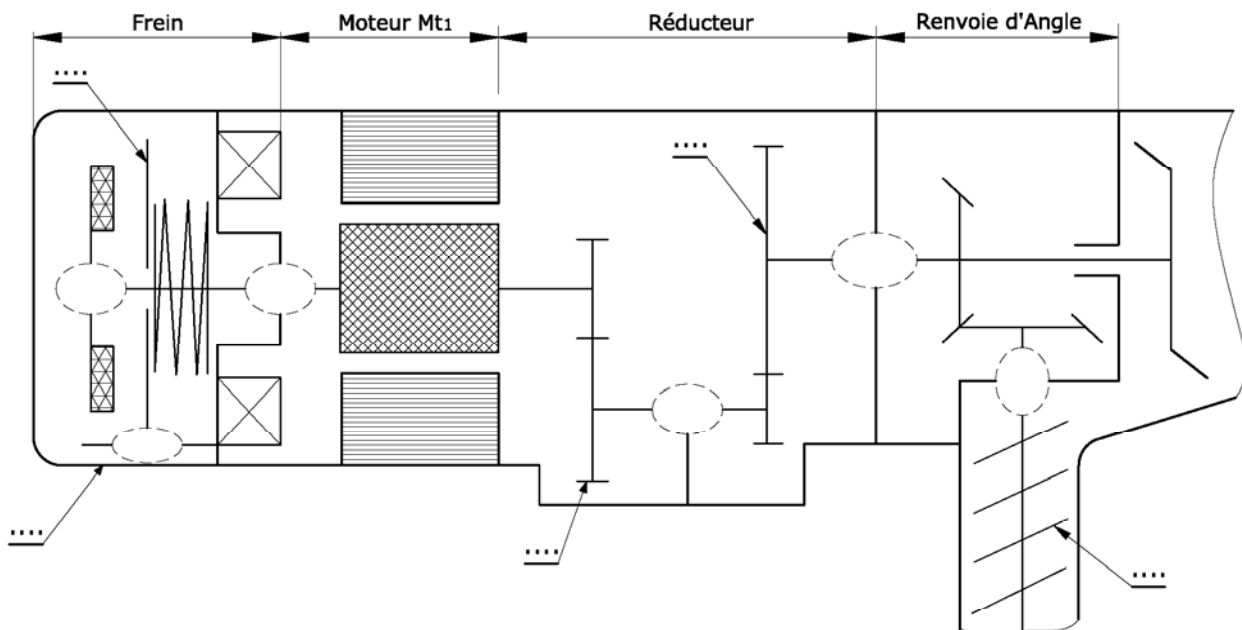 Frein
Moteur Mt1
Réducteur
Renvoie d'Angle
....
....
....
....
....